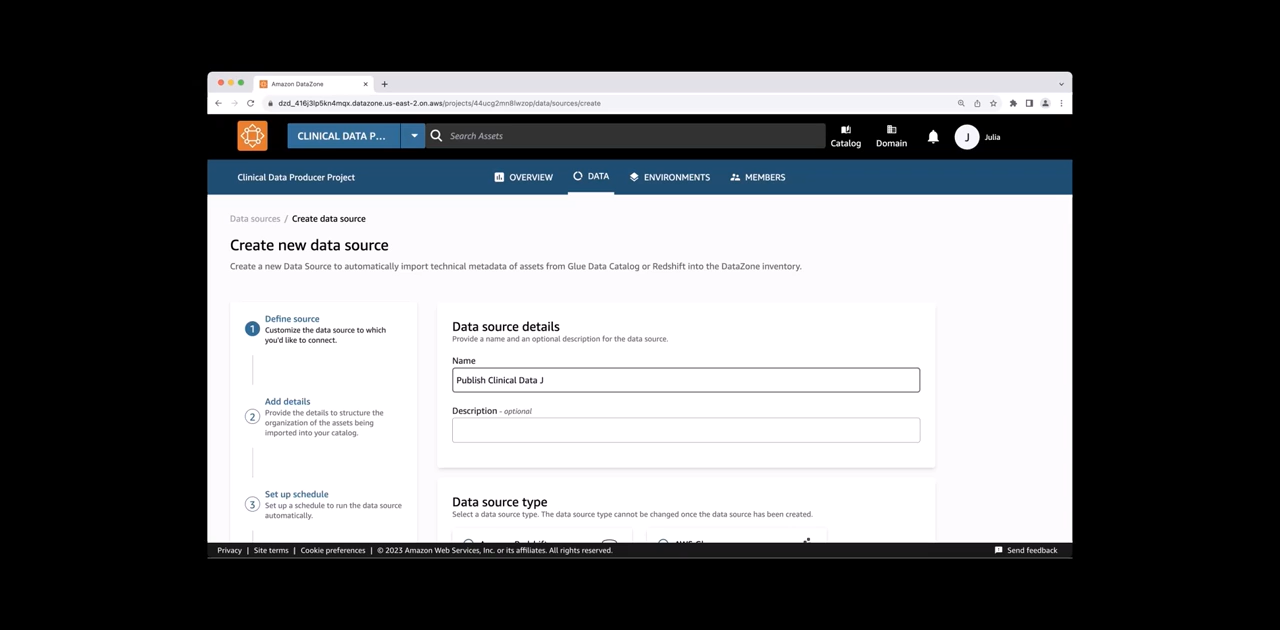 Amazon DataZone
dzd_416j3lp5kn4mqx.datazone.us-east-2.on.aws/projects/44ucg2mn8lwzop/data/sources/create
CLINICAL DATA P...
Search Assets
Catalog
Domain
J
Julia
Clinical Data Producer Project
OVERVIEW
DATA
ENVIRONMENTS
MEMBERS
Data sources / Create data source
Create new data source
Create a new Data Source to automatically import technical metadata of assets from Glue Data Catalog or Redshift into the DataZone inventory.
1
Define source
Customize the data source to which
you'd like to connect.
2
Add details
Provide the details to structure the
organization of the assets being
imported into your catalog.
3
Set up schedule
Set up a schedule to run the data source
automatically.
Data source details
Provide a name and an optional description for the data source.
Name
Publish Clinical Data J
Description - optional
Data source type
Select a data source type. The data source type cannot be changed once the data source has been created.
Privacy | Site terms | Cookie preferences | © 2023 Amazon Web Services, Inc. or its affiliates. All rights reserved.
Send feedback